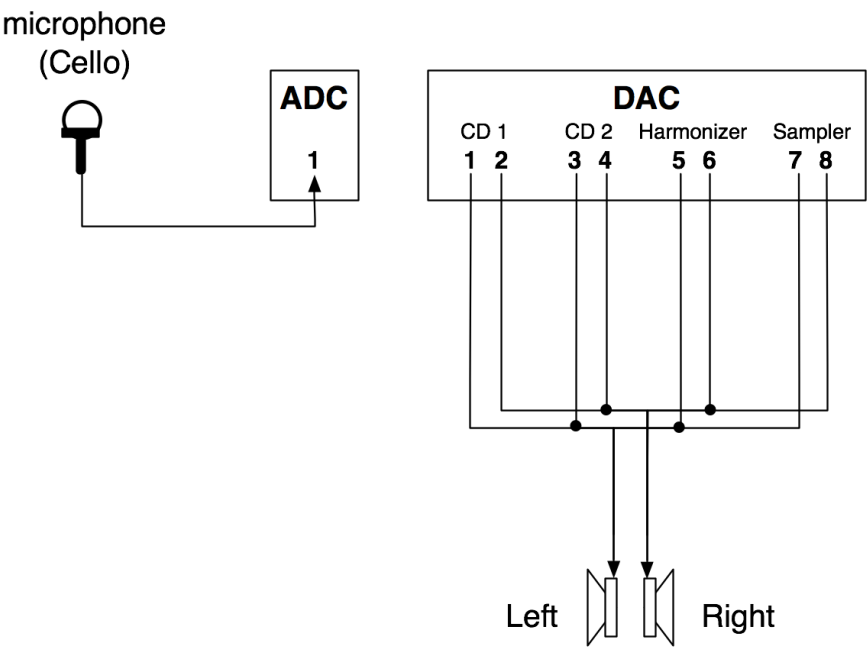 microphone
(Cello)
ADC
1
DAC
CD 1 CD 2 Harmonizer Sampler
1 2 3 4 5 6 7 8
Left Right